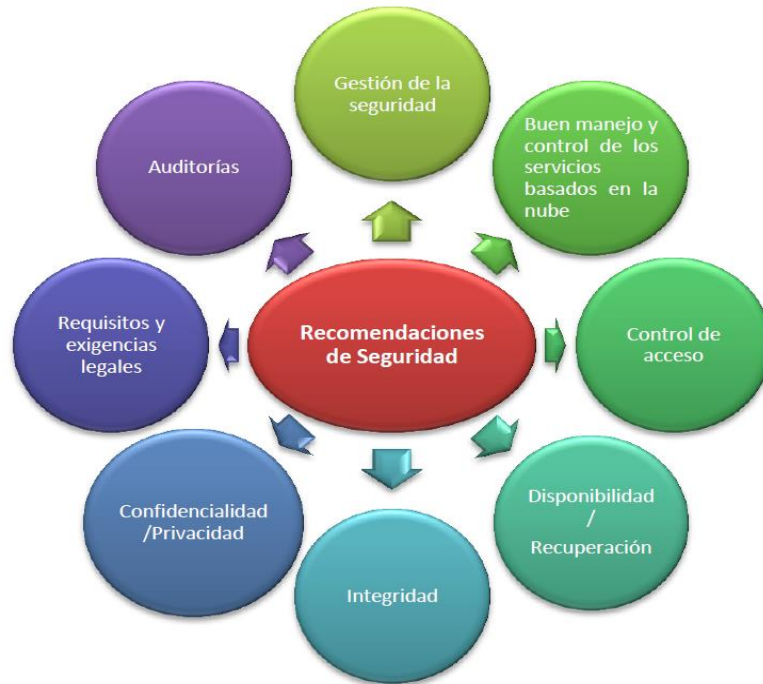 Gestión de la
seguridad
Buen manejo y
control de los
servicios
basados en la
nube
Control de
acceso
Disponibilidad
/
Recuperación
Integridad
Confidencialidad
/Privacidad
Requisitos y
exigencias
legales
Auditorías
Recomendaciones
de Seguridad